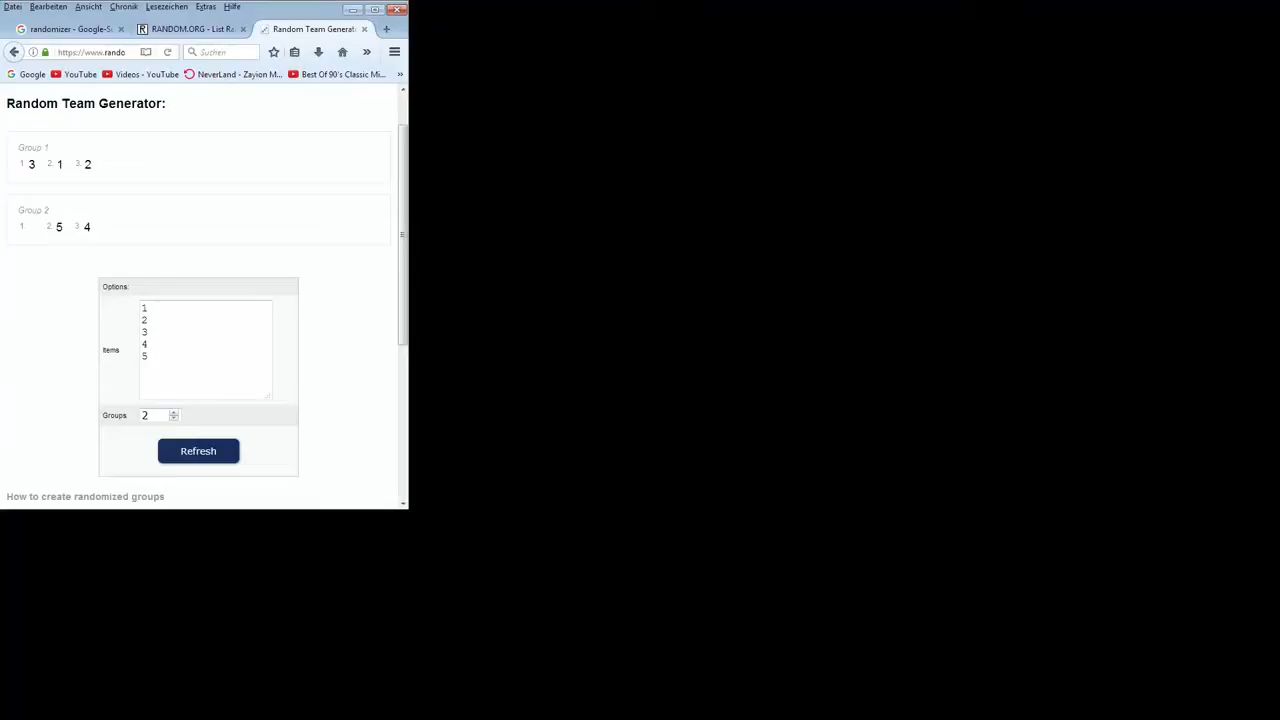 Datei Bearbeiten Ansicht Chronik Lesezeichen Extras Hilfe
randomizer - Google-S RANDOM.ORG - List Ra Random Team Generat
https://www.rando Suchen
Google YouTube Videos - YouTube NeverLand - Zayion M... Best Of 90's Classic Mi... »
Random Team Generator:
Group 1
1. 3 2. 1 3. 2
Group 2
1. 2. 5 3. 4
Options:
1
2
3
4
5
Items
Groups 2
Refresh
How to create randomized groups